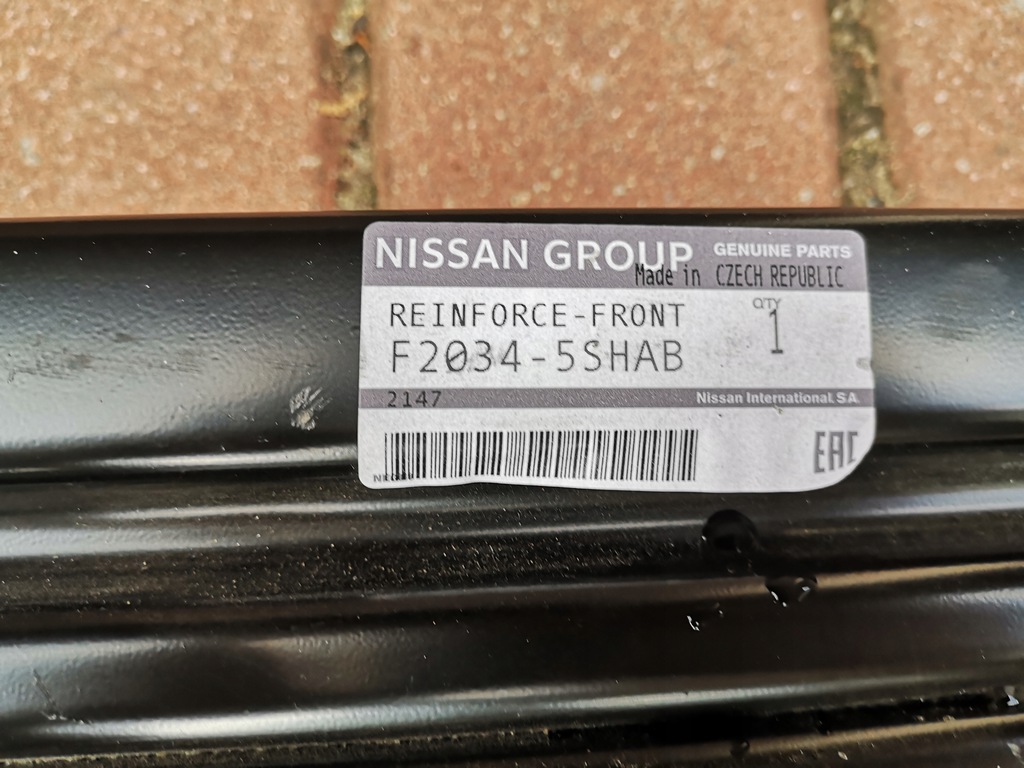 NISSAN GROUP GENUINE PARTS
Made in CZECH REPUBLIC
REINFORCE-FRONT
QTY
F2034-5SHAB 1
2147 Nissan International. SA
EAC